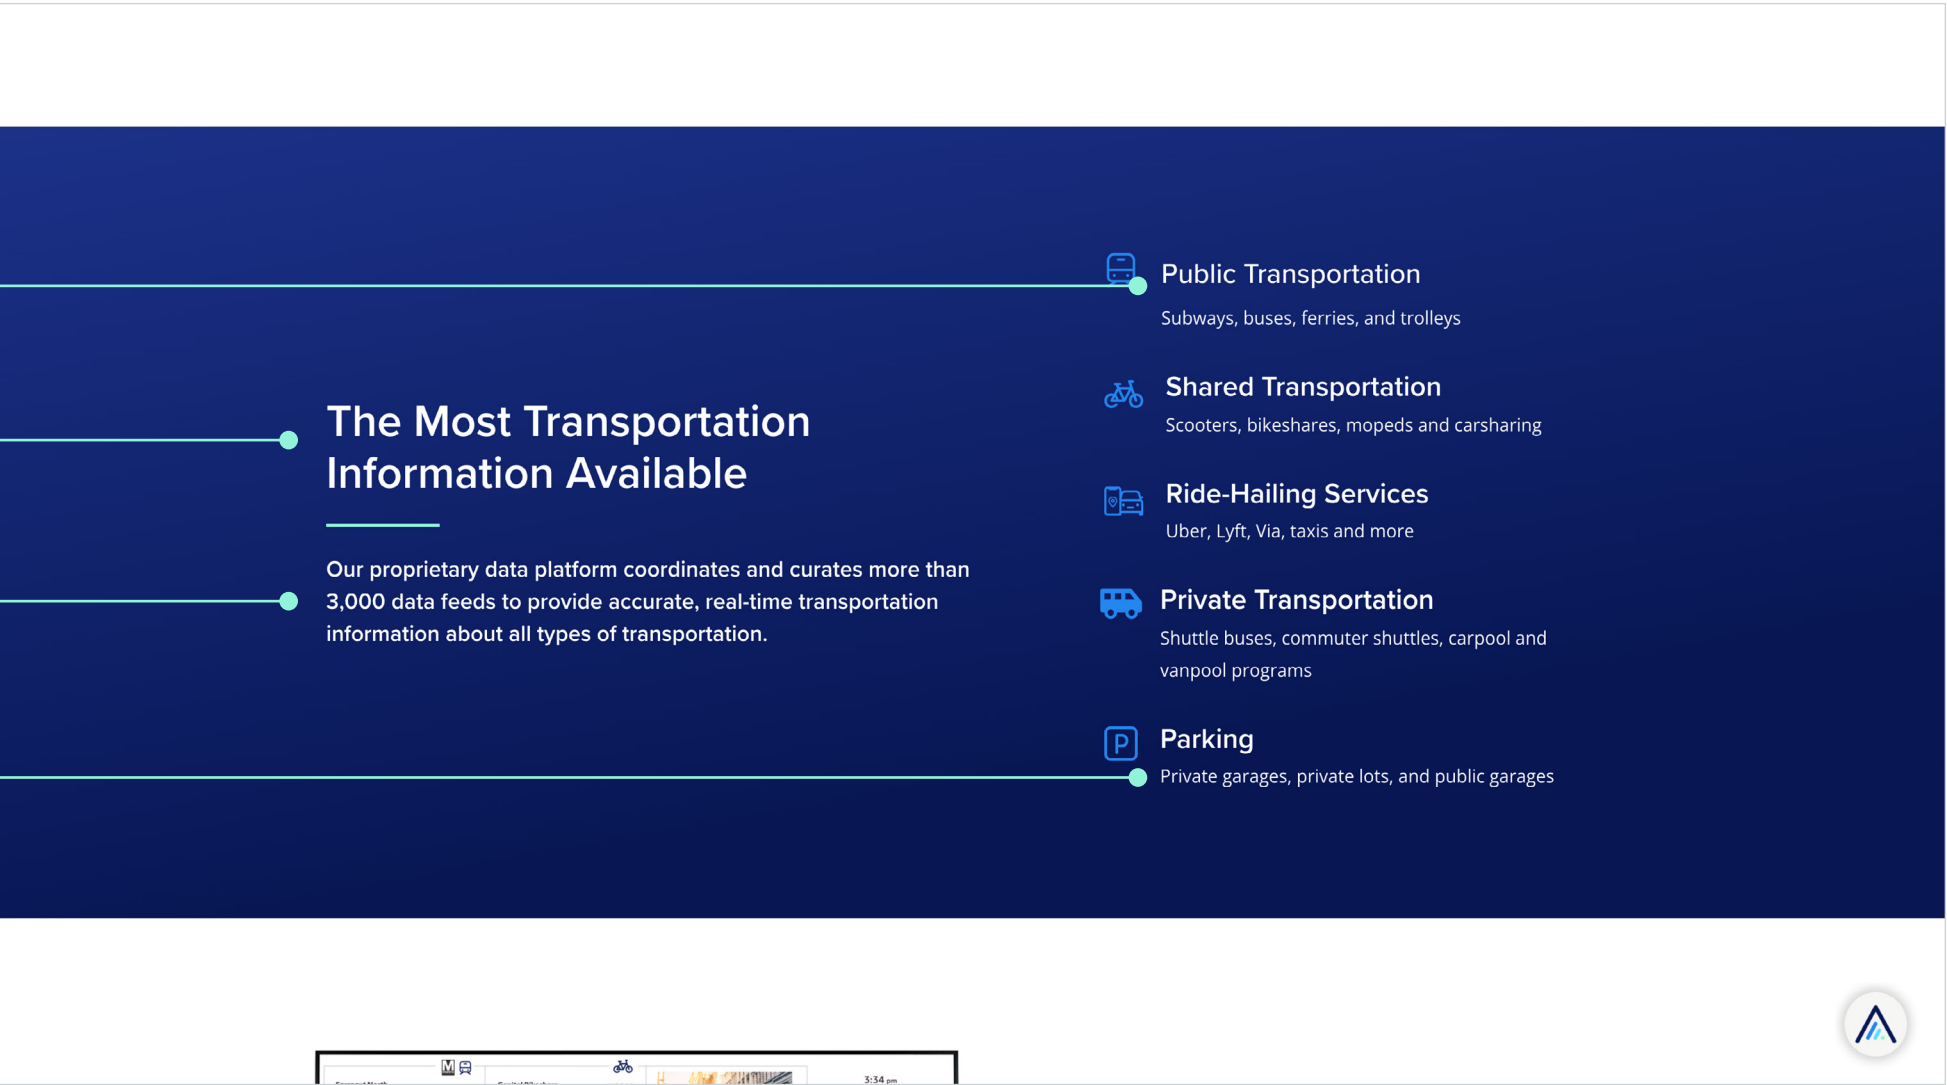 The Most Transportation
Information Available
Our proprietary data platform coordinates and curates more than
3,000 data feeds to provide accurate, real-time transportation
information about all types of transportation.
Public Transportation
Subways, buses, ferries, and trolleys
Shared Transportation
Scooters, bikeshares, mopeds and carsharing
Ride-Hailing Services
Uber, Lyft, Via, taxis and more
Private Transportation
Shuttle buses, commuter shuttles, carpool and
vanpool programs
P
Parking
Private garages, private lots, and public garages
M
3:34 pm